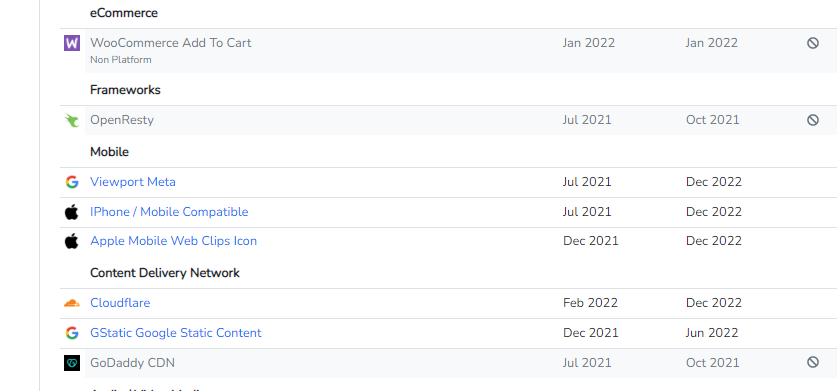 eCommerce
WooCommerce Add To Cart Jan 2022 Jan 2022
Non Platform
Frameworks
OpenResty Jul 2021 Oct 2021
Mobile
Viewport Meta Jul 2021 Dec 2022
IPhone / Mobile Compatible Jul 2021 Dec 2022
Apple Mobile Web Clips Icon Dec 2021 Dec 2022
Content Delivery Network
Cloudflare Feb 2022 Dec 2022
GStatic Google Static Content Dec 2021 Jun 2022
GoDaddy CDN Jul 2021 Oct 2021